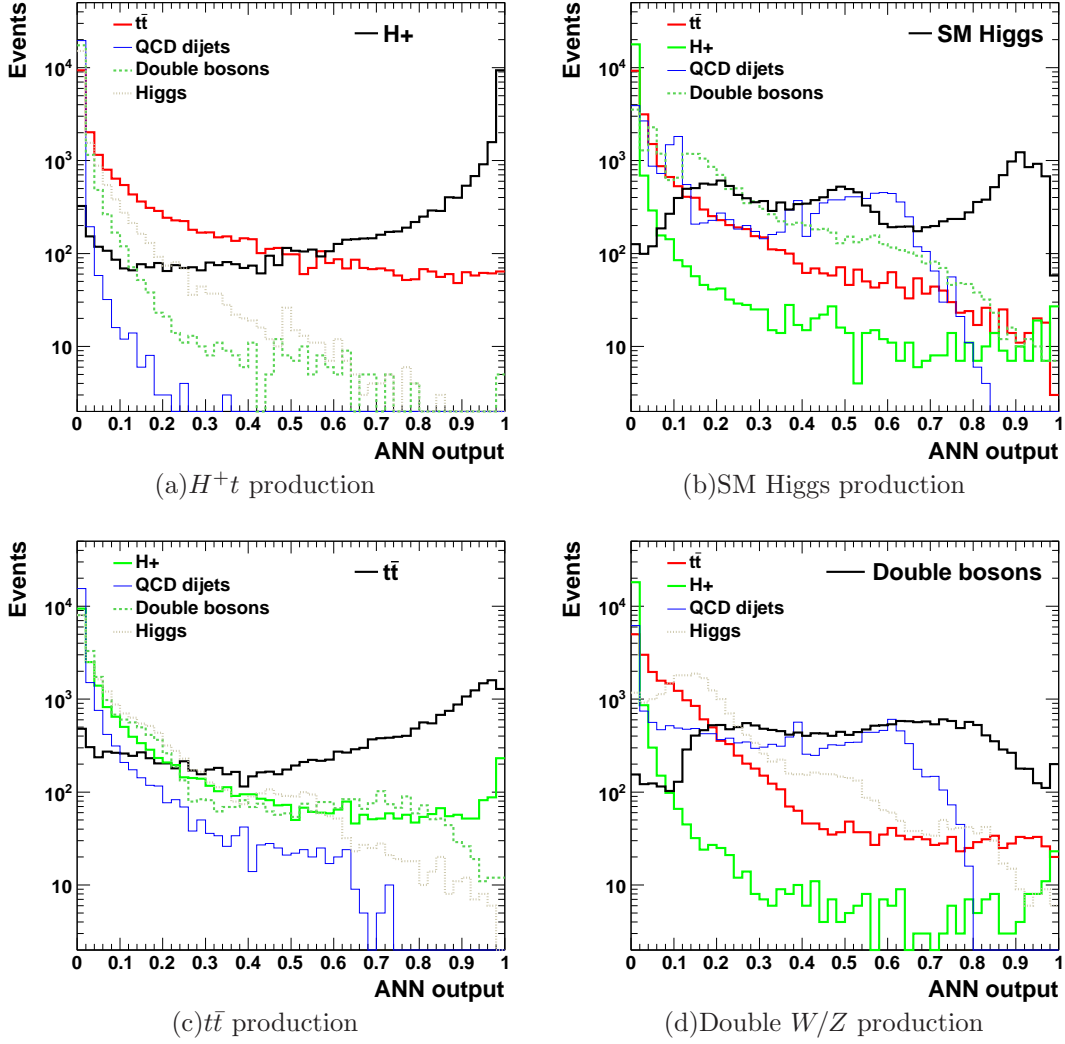 Events
tt̄
QCD dijets
Double bosons
Higgs
H+
10⁴
10³
10²
10
0 0.1 0.2 0.3 0.4 0.5 0.6 0.7 0.8 0.9 1
ANN output
(a)H⁺t production
Events
tt̄
H+
QCD dijets
Double bosons
SM Higgs
10⁴
10³
10²
10
0 0.1 0.2 0.3 0.4 0.5 0.6 0.7 0.8 0.9 1
ANN output
(b)SM Higgs production
Events
H+
QCD dijets
Double bosons
Higgs
tt̄
10⁴
10³
10²
10
0 0.1 0.2 0.3 0.4 0.5 0.6 0.7 0.8 0.9 1
ANN output
(c)tt̄ production
Events
tt̄
H+
QCD dijets
Higgs
Double bosons
10⁴
10³
10²
10
0 0.1 0.2 0.3 0.4 0.5 0.6 0.7 0.8 0.9 1
ANN output
(d)Double W/Z production